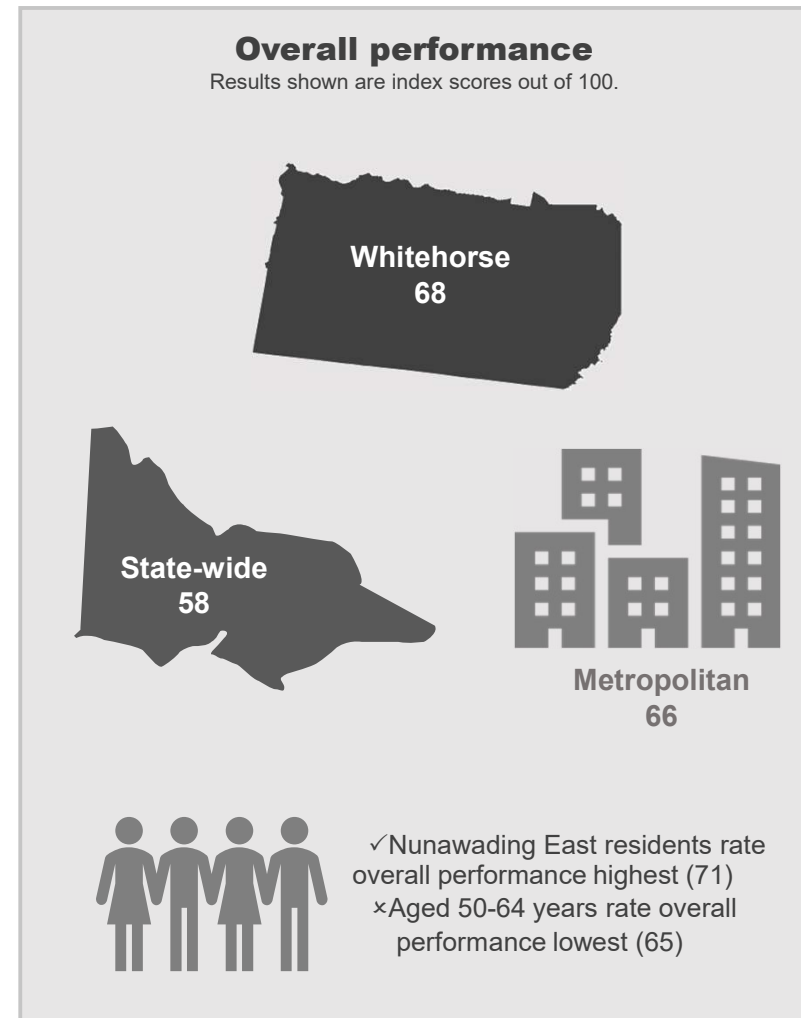 Overall performance
Results shown are index scores out of 100.
Whitehorse
68
State-wide
58
Metropolitan
66
✓Nunawading East residents rate
overall performance highest (71)
×Aged 50-64 years rate overall
performance lowest (65)